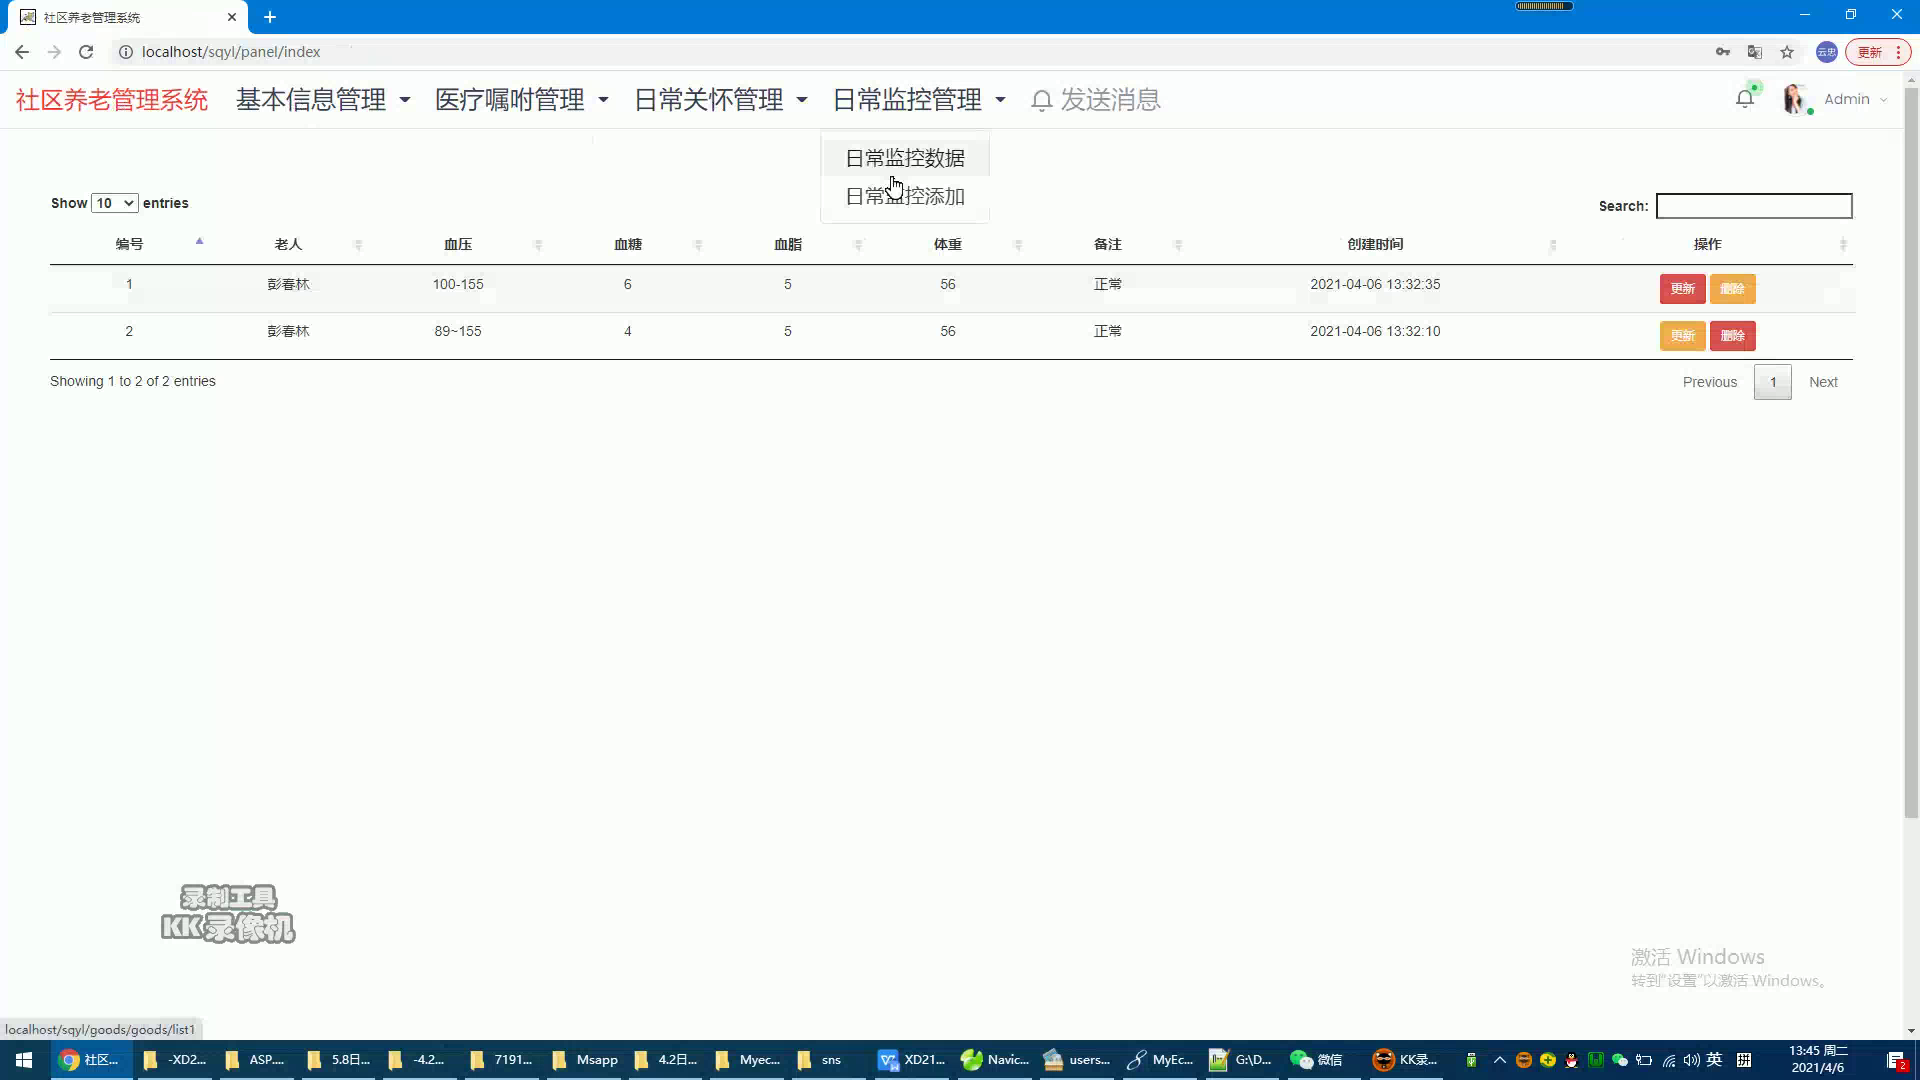 社区养老管理系统
localhost/sqyl/panel/index
云忠
更新
社区养老管理系统 基本信息管理 医疗嘱咐管理 日常关怀管理 日常监控管理 发送消息 Admin
日常监控数据
日常监控添加
Show 10 entries
Search:
编号 老人 血压 血糖 血脂 体重 备注 创建时间 操作
1 彭春林 100-155 6 5 56 正常 2021-04-06 13:32:35 更新 删除
2 彭春林 89~155 4 5 56 正常 2021-04-06 13:32:10 更新 删除
Showing 1 to 2 of 2 entries
Previous 1 Next
录制工具
KK录像机
激活 Windows
转到"设置"以激活 Windows。
localhost/sqyl/goods/goods/list1
社区... -XD2... ASP.... 5.8日... -4.2... 7191... Msapp 4.2日... Myec... sns XD21... Navic... users... MyEc... G:\D... 微信 KK录... 英 拼
13:45 周二
2021/4/6
2